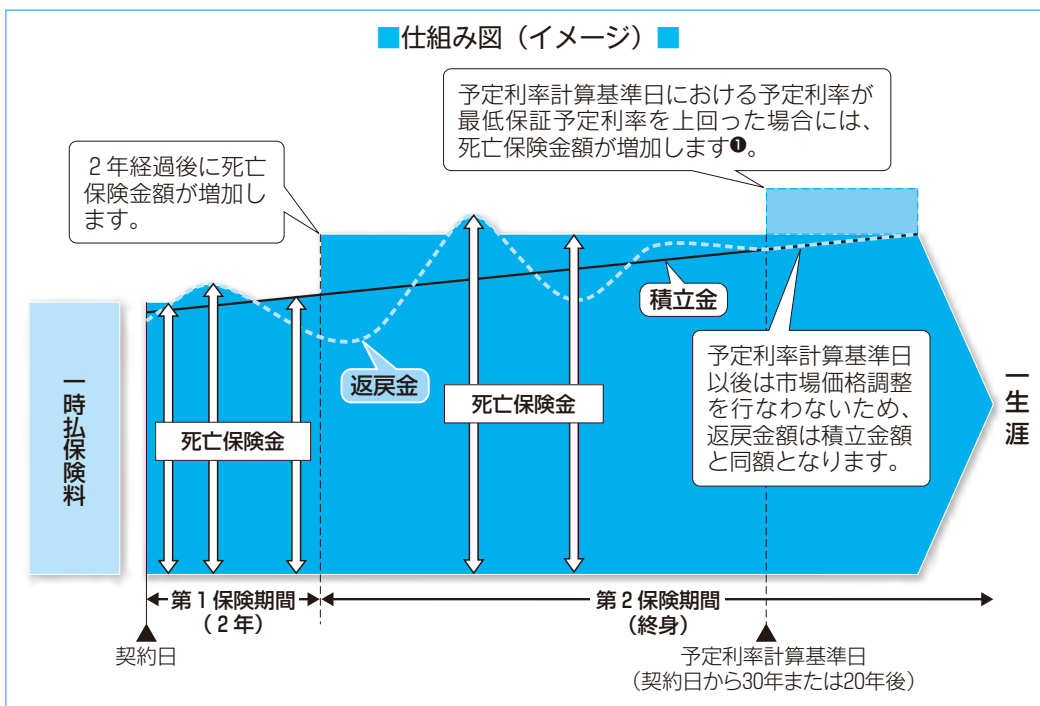 ■仕組み図（イメージ）■
予定利率計算基準日における予定利率が
最低保証予定利率を上回った場合には、
死亡保険金額が増加します❶。
2年経過後に死亡
保険金額が増加し
ます。
積立金
返戻金
予定利率計算基準日
以後は市場価格調整
を行なわないため、
返戻金額は積立金額
と同額となります。
一時払保険料
死亡保険金
死亡保険金
一生涯
第1保険期間
（2年）
第2保険期間
（終身）
契約日
予定利率計算基準日
（契約日から30年または20年後）